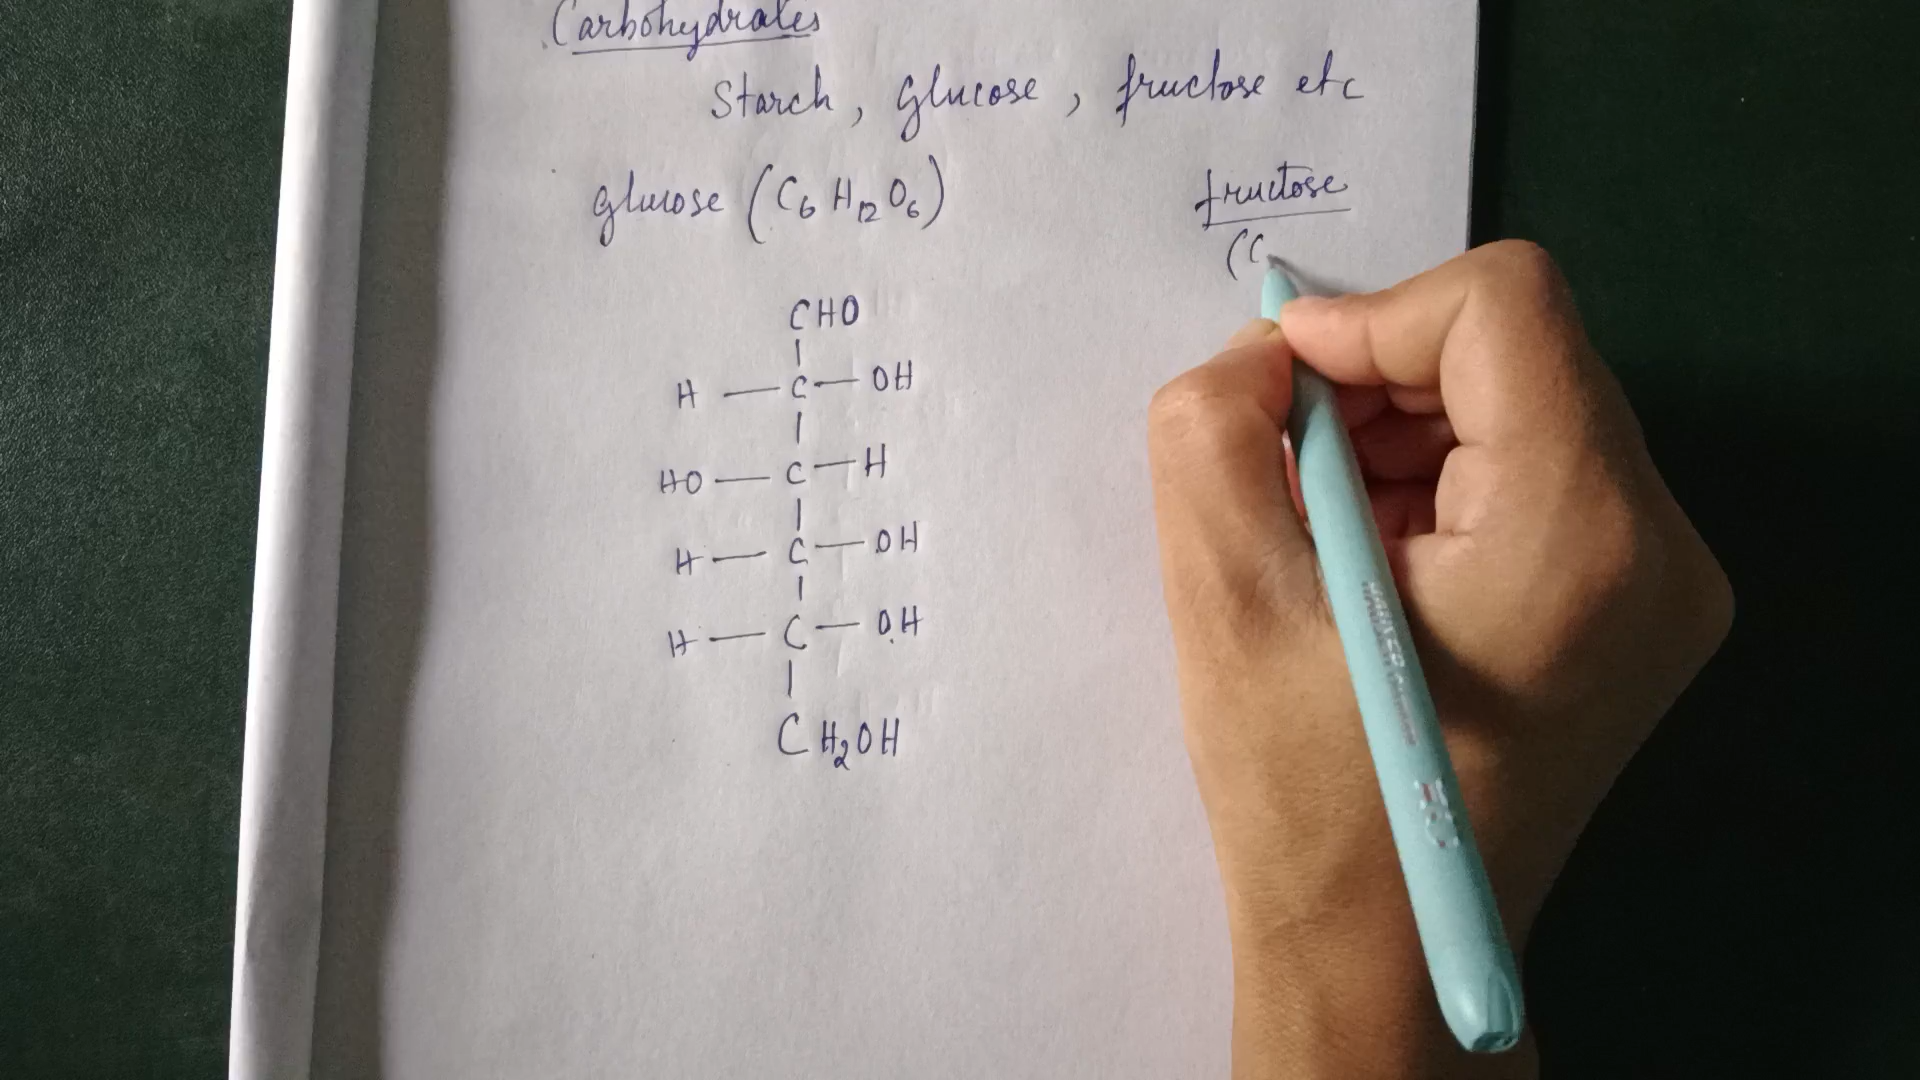 Carbohydrates
Starch, glucose, fructose etc
glucose (C6H12O6)
fructose
(C
CHO
H — C — OH
HO — C — H
H — C — OH
H — C — OH
CH2OH